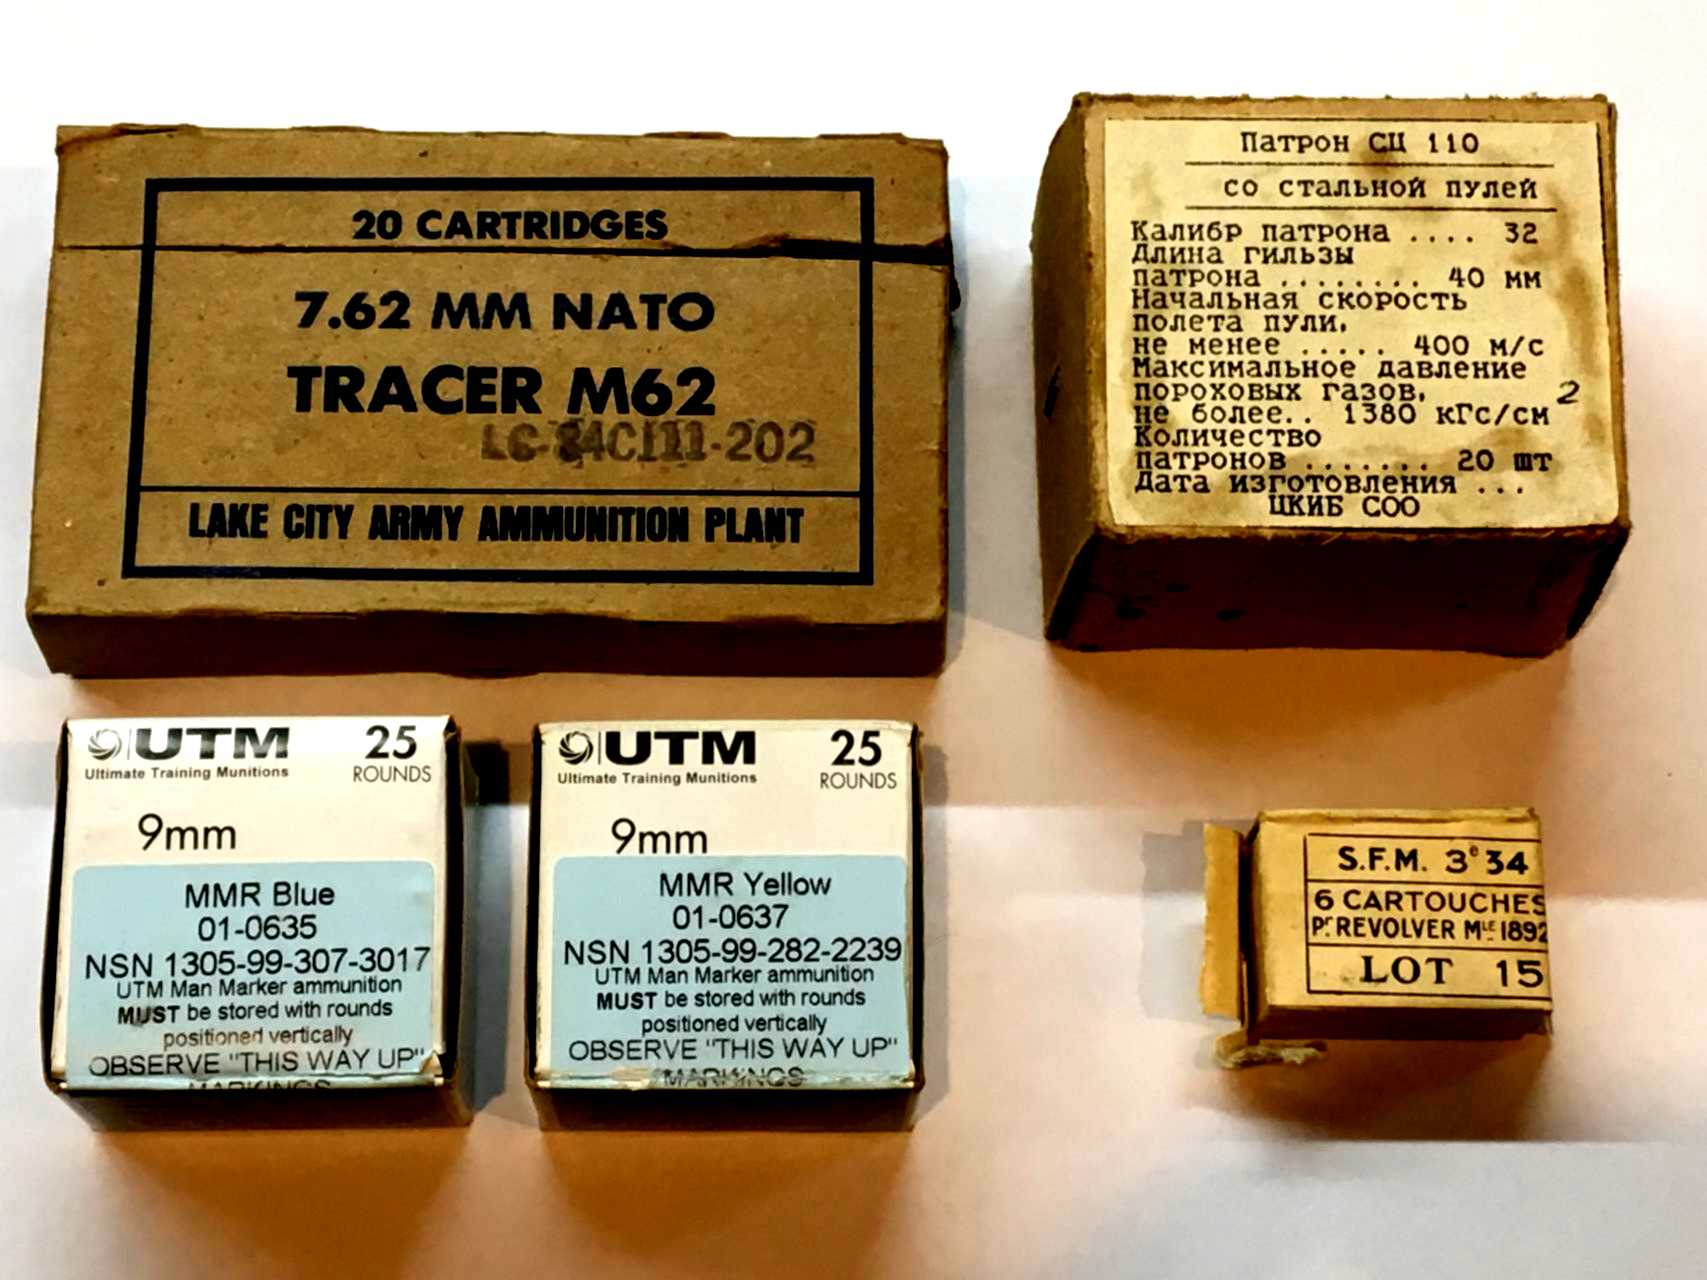 20 CARTRIDGES
7.62 MM NATO
TRACER M62
LC-84C111-202
LAKE CITY ARMY AMMUNITION PLANT
Патрон СЦ 110
со стальной пулей
Калибр патрона .... 32
Длина гильзы
патрона ........ 40 мм
Начальная скорость
полета пули,
не менее ..... 400 м/с
Максимальное давление
пороховых газов,
не более.. 1380 кГс/см2
Количество
патронов ....... 20 шт
Дата изготовления ...
ЦКИБ СОО
UTM
Ultimate Training Munitions
25
ROUNDS
9mm
MMR Blue
01-0635
NSN 1305-99-307-3017
UTM Man Marker ammunition
MUST be stored with rounds
positioned vertically
OBSERVE "THIS WAY UP"
MARKINGS
UTM
Ultimate Training Munitions
25
ROUNDS
9mm
MMR Yellow
01-0637
NSN 1305-99-282-2239
UTM Man Marker ammunition
MUST be stored with rounds
positioned vertically
OBSERVE "THIS WAY UP"
MARKINGS
S.F.M. 3e 34
6 CARTOUCHES
Pr REVOLVER MLE 1892
LOT 15